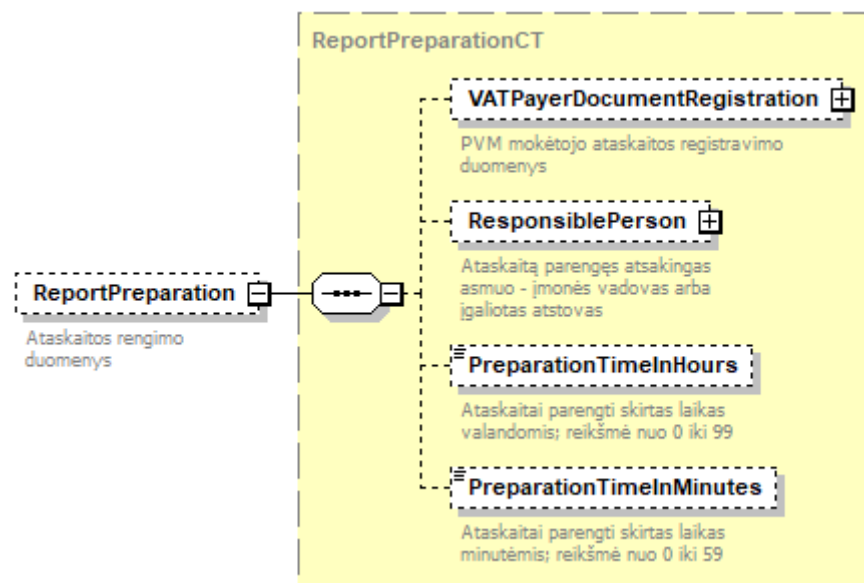 ReportPreparationCT
VATPayerDocumentRegistration
PVM mokėtojo ataskaitos registravimo
duomenys
ResponsiblePerson
Ataskaitą parengęs atsakingas
asmuo - įmonės vadovas arba
įgaliotas atstovas
ReportPreparation
Ataskaitos rengimo
duomenys
PreparationTimeInHours
Ataskaitai parengti skirtas laikas
valandomis; reikšmė nuo 0 iki 99
PreparationTimeInMinutes
Ataskaitai parengti skirtas laikas
minutėmis; reikšmė nuo 0 iki 59